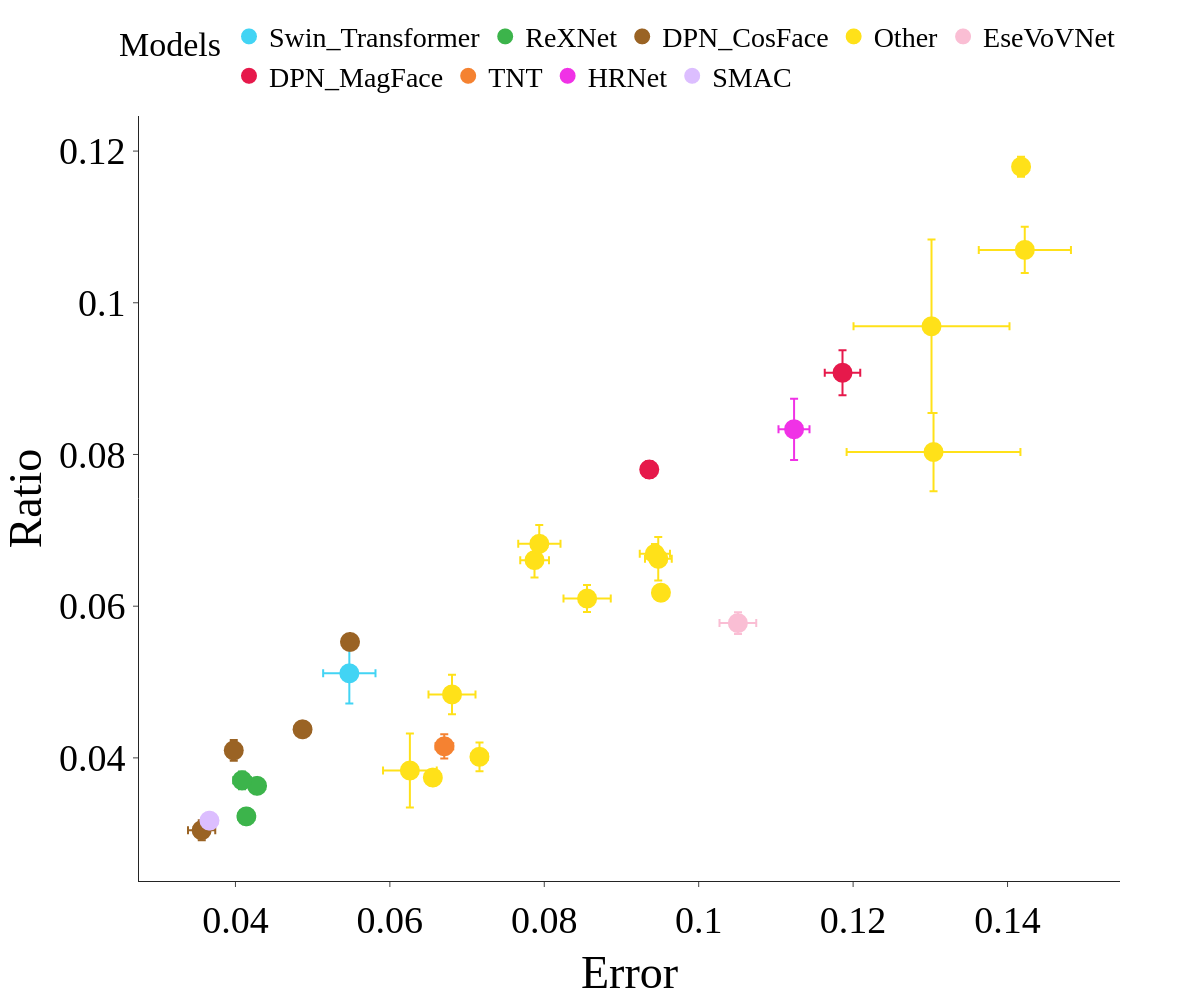 Models Swin_Transformer ReXNet DPN_CosFace Other EseVoVNet
DPN_MagFace TNT HRNet SMAC
0.12
0.1
0.08
0.06
0.04
Ratio
0.04 0.06 0.08 0.1 0.12 0.14
Error